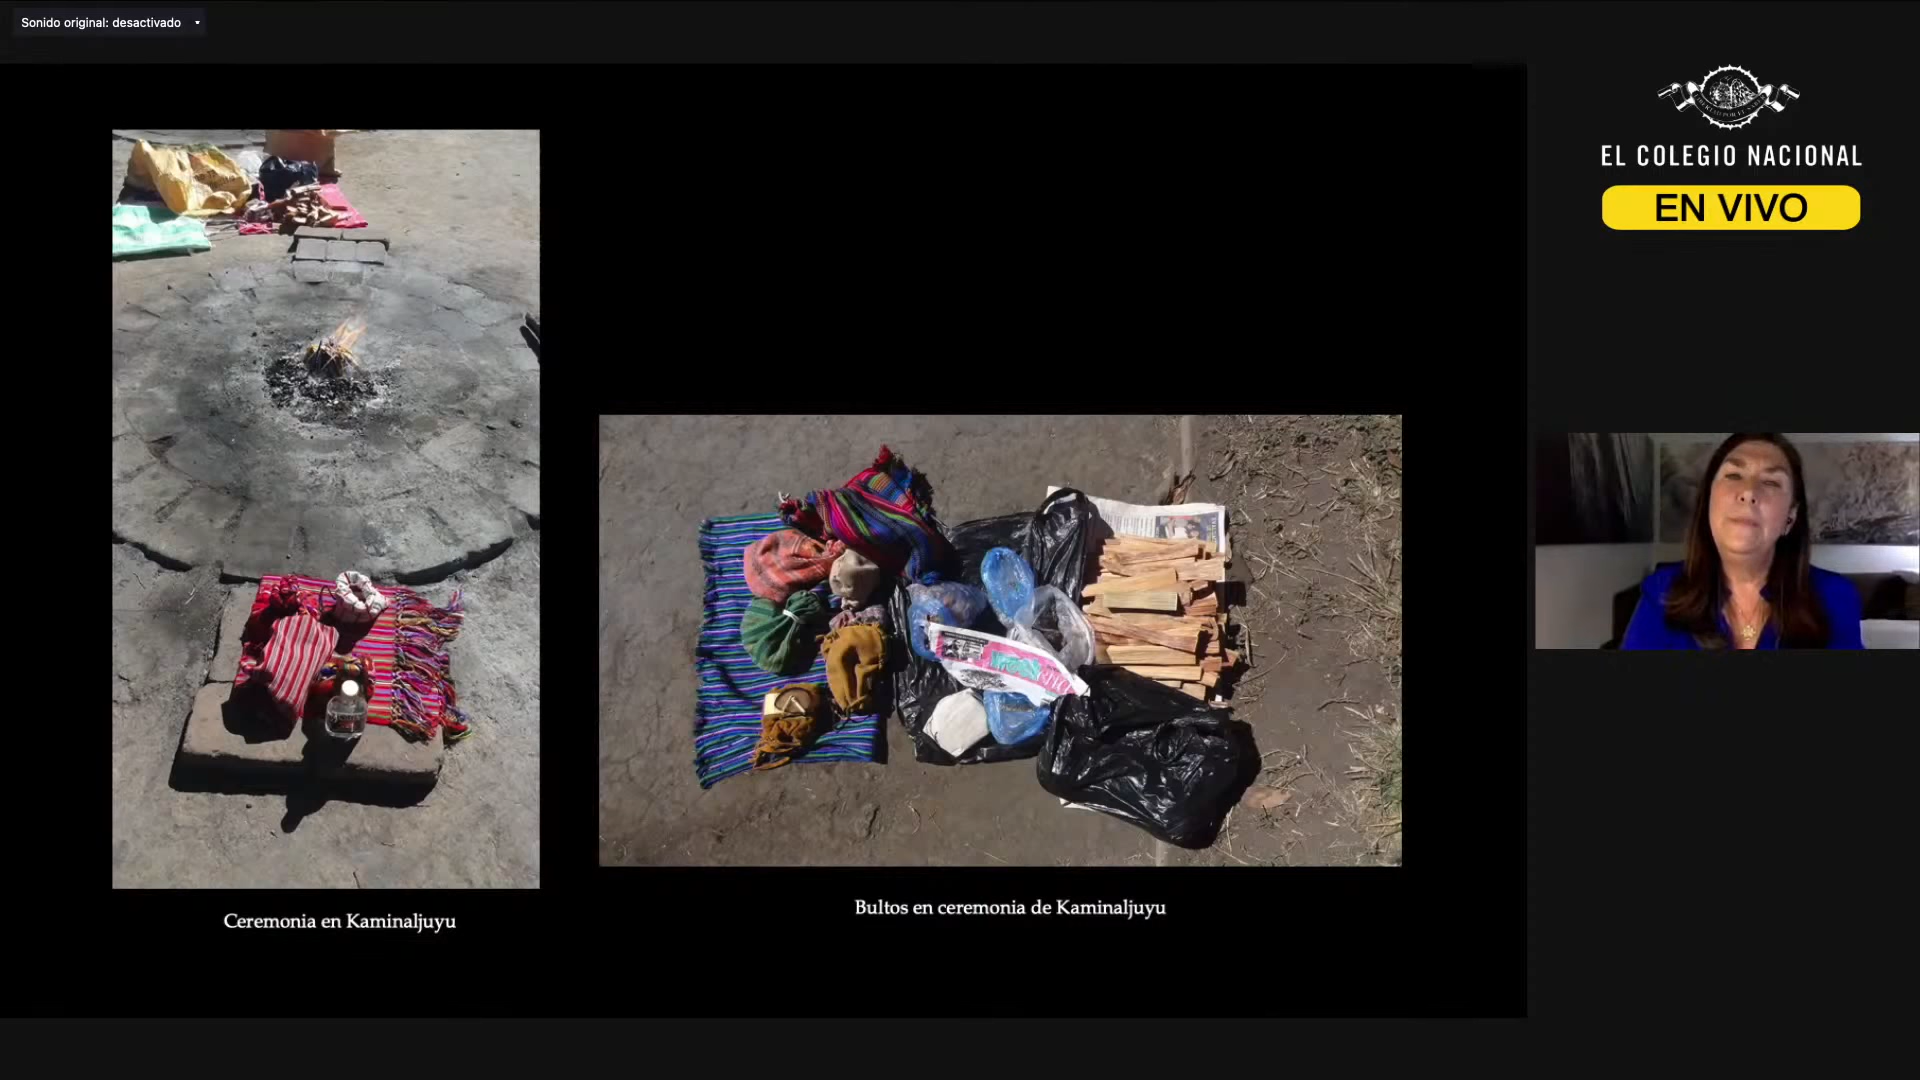 Sonido original: desactivado
EL COLEGIO NACIONAL
EN VIVO
Ceremonia en Kaminaljuyu
Bultos en ceremonia de Kaminaljuyu